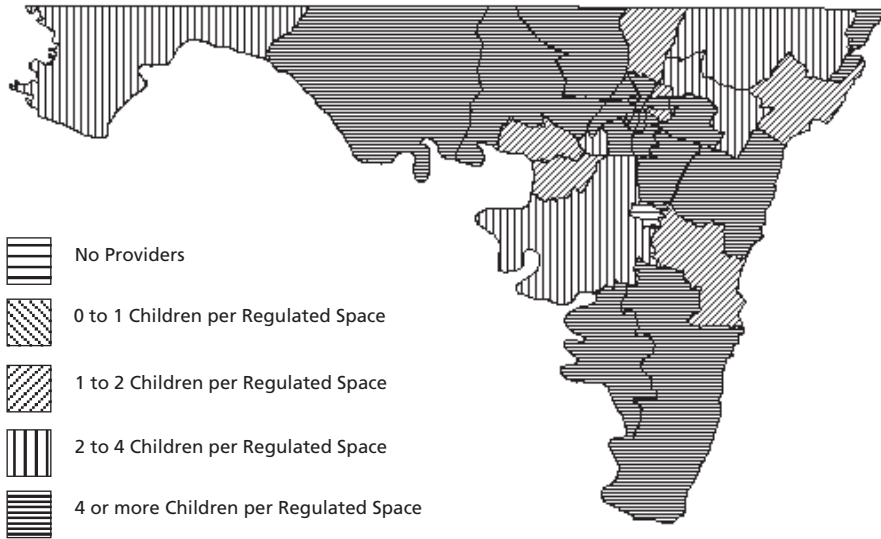 No Providers
0 to 1 Children per Regulated Space
1 to 2 Children per Regulated Space
2 to 4 Children per Regulated Space
4 or more Children per Regulated Space